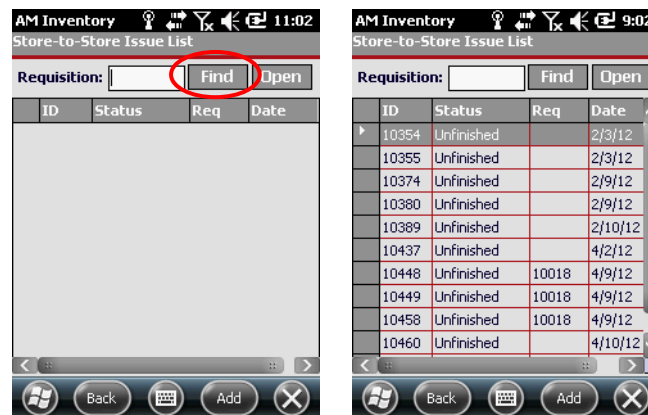 AM Inventory 11:02
Store-to-Store Issue List
Requisition: Find Open
ID Status Req Date
Back Add
AM Inventory 9:02
Store-to-Store Issue List
Requisition: Find Open
ID Status Req Date
10354 Unfinished 2/3/12
10355 Unfinished 2/3/12
10374 Unfinished 2/9/12
10380 Unfinished 2/9/12
10389 Unfinished 2/10/12
10437 Unfinished 4/2/12
10448 Unfinished 10018 4/9/12
10449 Unfinished 10018 4/9/12
10458 Unfinished 10018 4/9/12
10460 Unfinished 4/10/12
Back Add